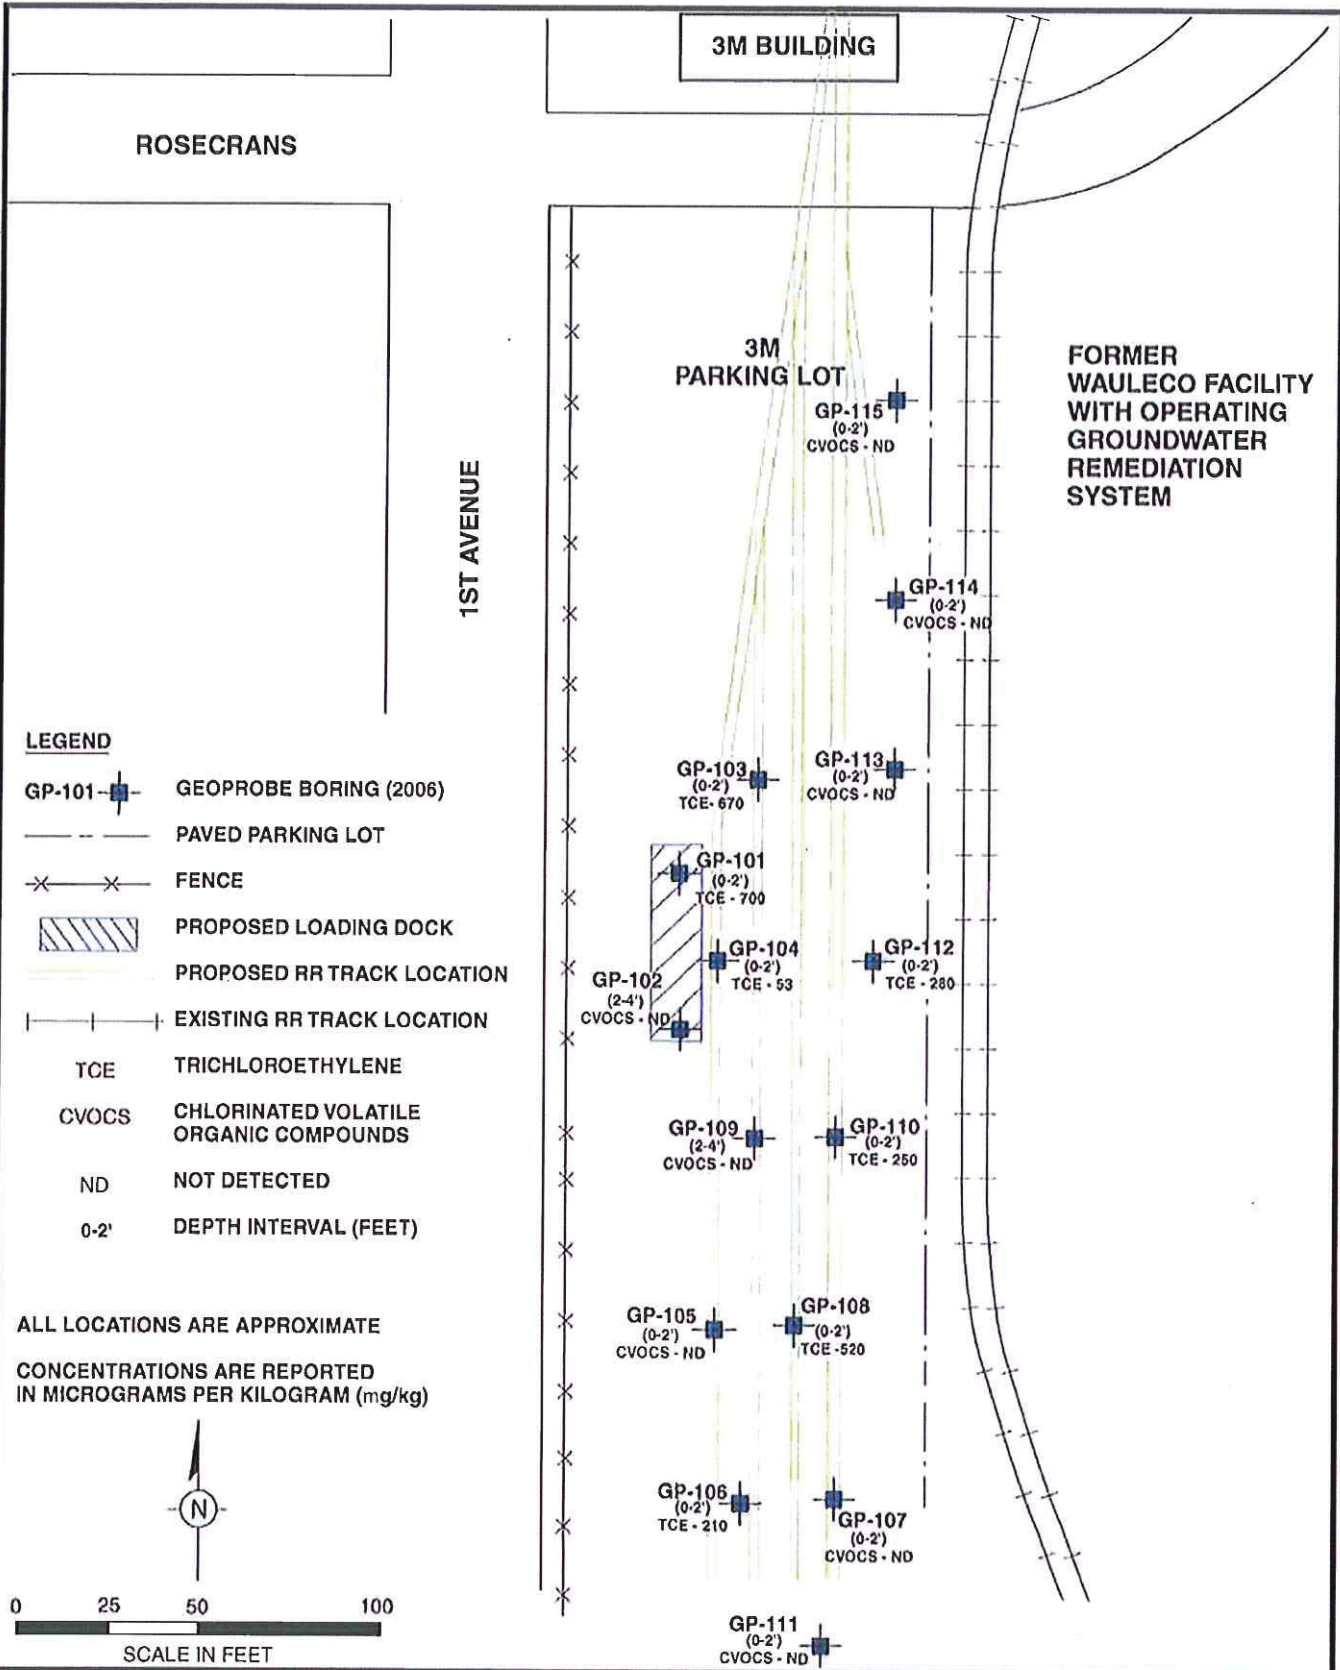 3M BUILDING
ROSECRANS
3M
PARKING LOT
FORMER
WAULECO FACILITY
WITH OPERATING
GROUNDWATER
REMEDIATION
SYSTEM
1ST AVENUE
GP-115
(0-2')
CVOCS - ND
GP-114
(0-2')
CVOCS - ND
GP-103
(0-2')
TCE - 670
GP-113
(0-2')
CVOCS - ND
GP-101
(0-2')
TCE - 700
GP-104
(0-2')
TCE - 53
GP-112
(0-2')
TCE - 280
GP-102
(2-4')
CVOCS - ND
GP-109
(2-4')
CVOCS - ND
GP-110
(0-2')
TCE - 250
GP-105
(0-2')
CVOCS - ND
GP-108
(0-2')
TCE -520
GP-106
(0-2')
TCE - 210
GP-107
(0-2')
CVOCS - ND
GP-111
(0-2')
CVOCS - ND
LEGEND
GP-101 GEOPROBE BORING (2006)
PAVED PARKING LOT
FENCE
PROPOSED LOADING DOCK
PROPOSED RR TRACK LOCATION
EXISTING RR TRACK LOCATION
TCE TRICHLOROETHYLENE
CVOCS CHLORINATED VOLATILE
ORGANIC COMPOUNDS
ND NOT DETECTED
0-2' DEPTH INTERVAL (FEET)
ALL LOCATIONS ARE APPROXIMATE
CONCENTRATIONS ARE REPORTED
IN MICROGRAMS PER KILOGRAM (mg/kg)
N
0 25 50 100
SCALE IN FEET